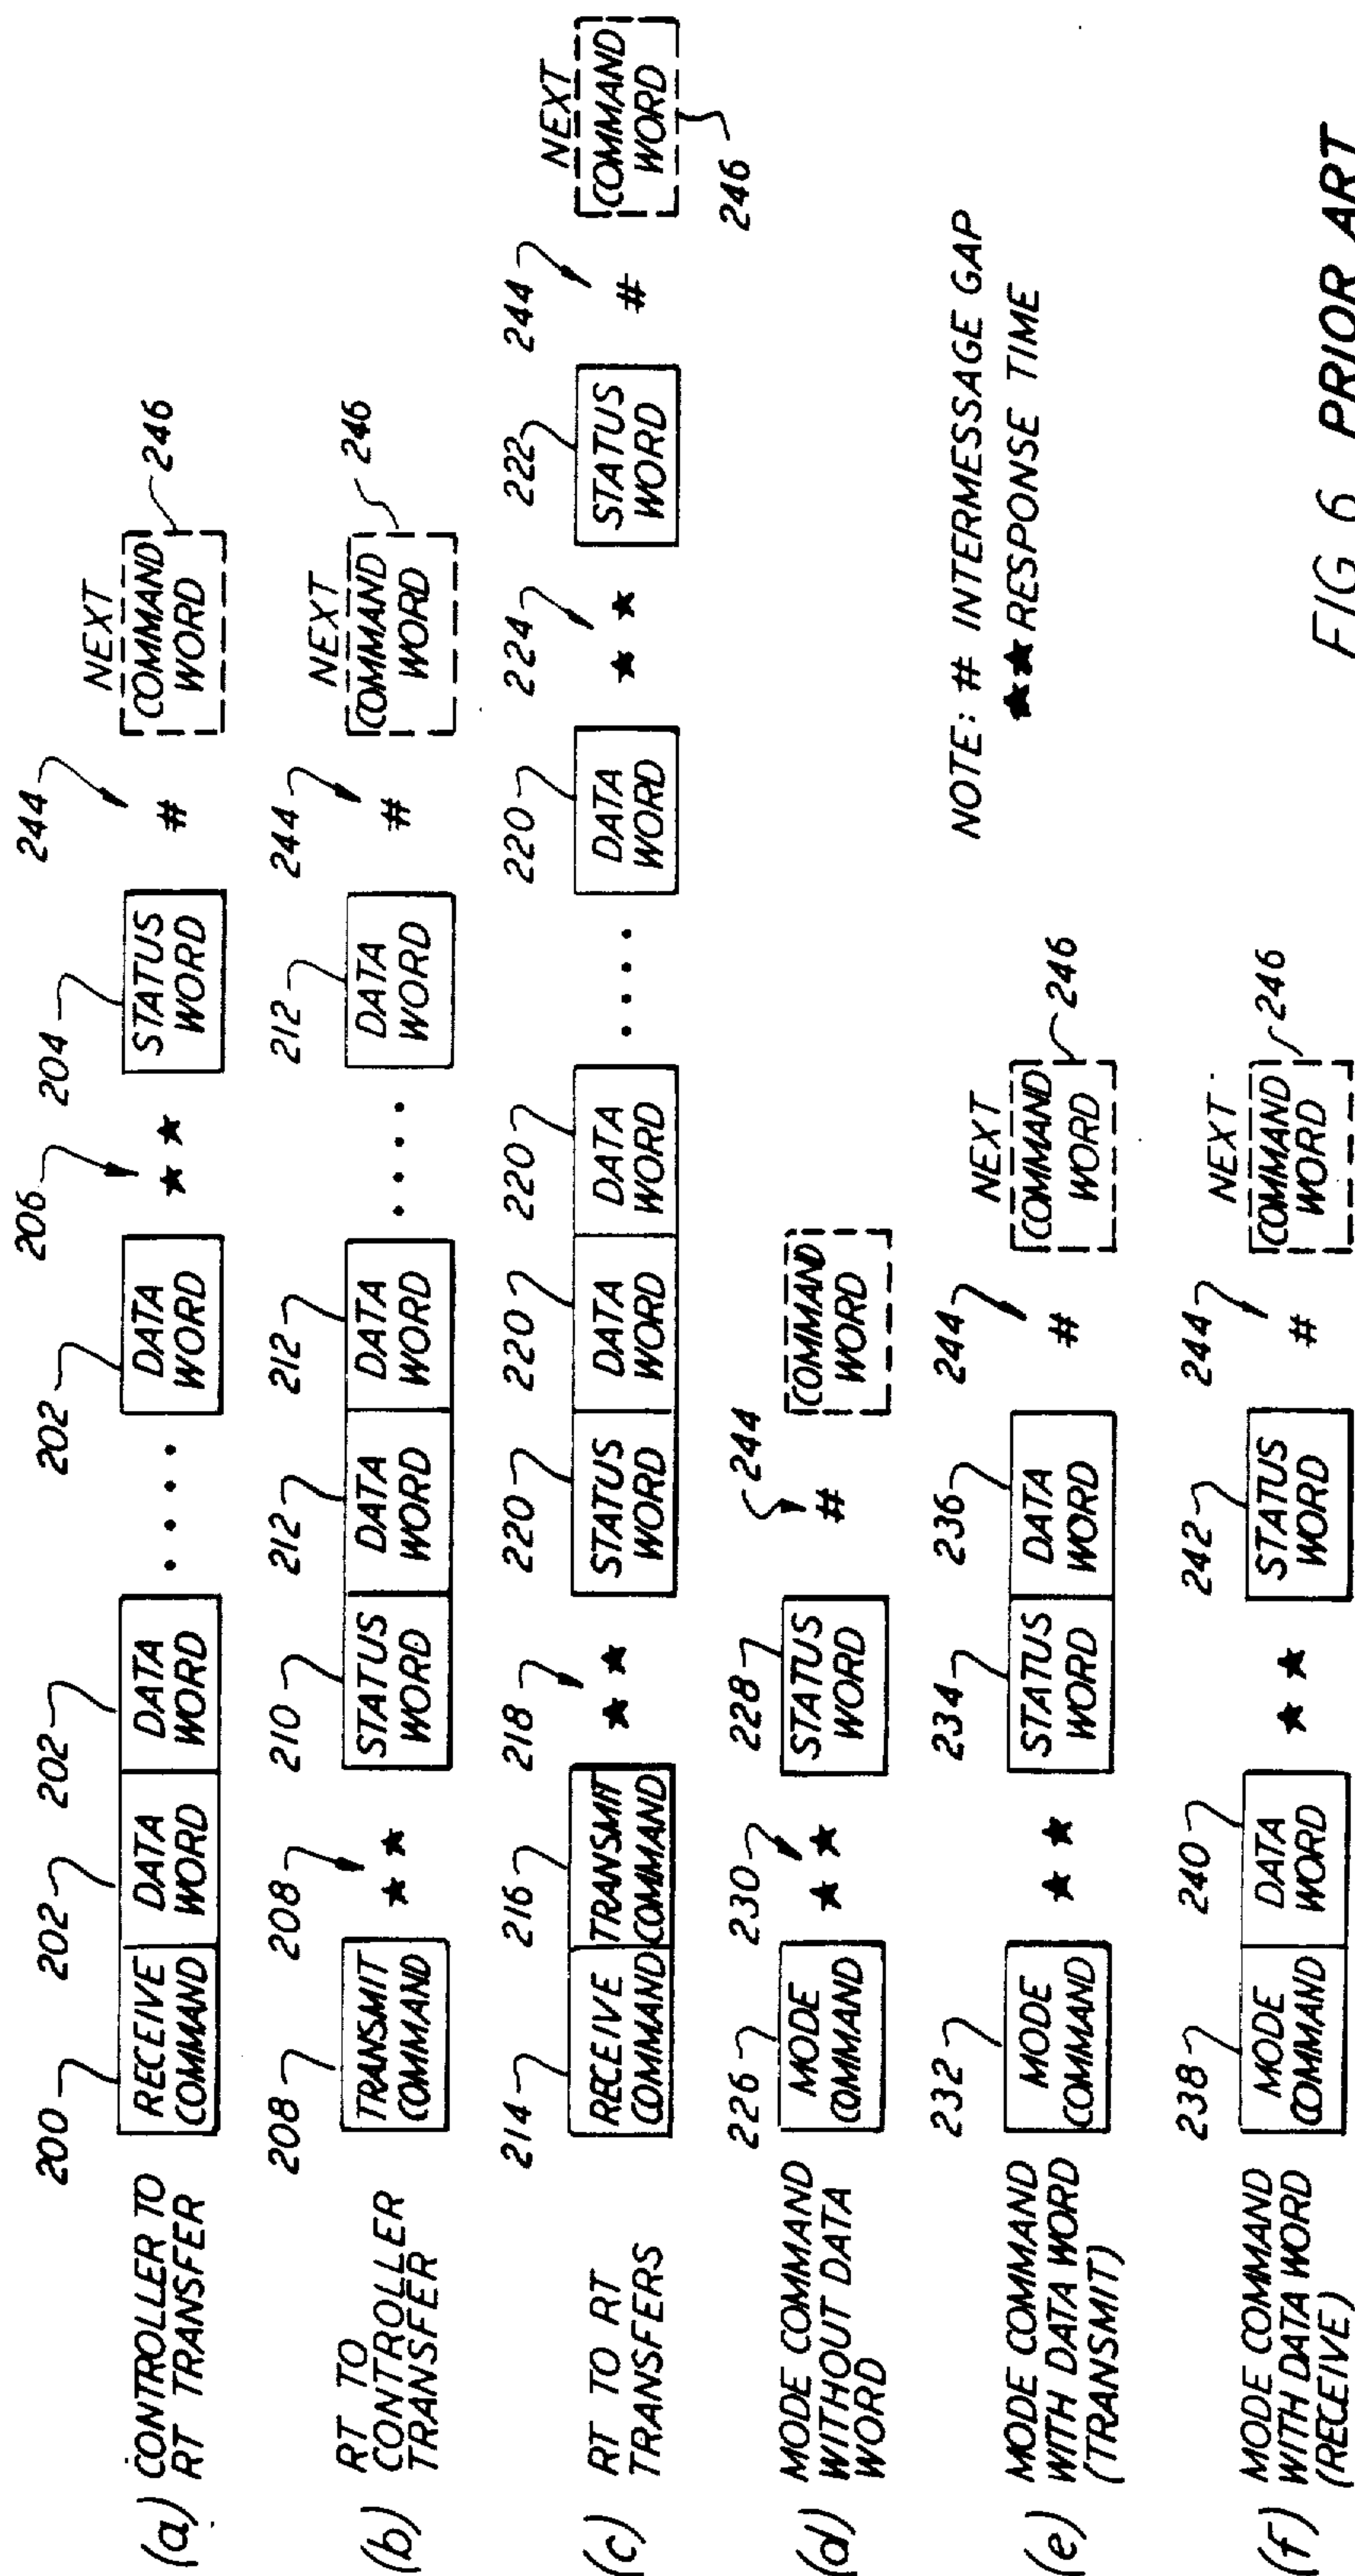 (a) CONTROLLER TO
RT TRANSFER
200
202
202
202
206
204
244
NEXT
RECEIVE
COMMAND
DATA
WORD
DATA
WORD
. . . .
DATA
WORD
★ ★
STATUS
WORD
#
COMMAND
WORD
246
(b) RT TO
CONTROLLER
TRANSFER
208
208
210
212
212
212
244
NEXT
TRANSMIT
COMMAND
★ ★
STATUS
WORD
DATA
WORD
DATA
WORD
. . . .
DATA
WORD
#
COMMAND
WORD
246
(c) RT TO RT
TRANSFERS
214
216
218
220
220
220
220
224
222
244
NEXT
RECEIVE
COMMAND
TRANSMIT
COMMAND
★ ★
STATUS
WORD
DATA
WORD
DATA
WORD
. . . .
DATA
WORD
★ ★
STATUS
WORD
#
COMMAND
WORD
246
(d) MODE COMMAND
WITHOUT DATA
WORD
226
230
228
244
MODE
COMMAND
★ ★
STATUS
WORD
#
COMMAND
WORD
(e) MODE COMMAND
WITH DATA WORD
(TRANSMIT)
232
234
236
244
NEXT
MODE
COMMAND
★ ★
STATUS
WORD
DATA
WORD
#
COMMAND
WORD
246
NOTE: # INTERMESSAGE GAP
★★ RESPONSE TIME
(f) MODE COMMAND
WITH DATA WORD
(RECEIVE)
238
240
242
244
NEXT
MODE
COMMAND
DATA
WORD
★ ★
STATUS
WORD
#
COMMAND
WORD
246
FIG 6 PRIOR ART